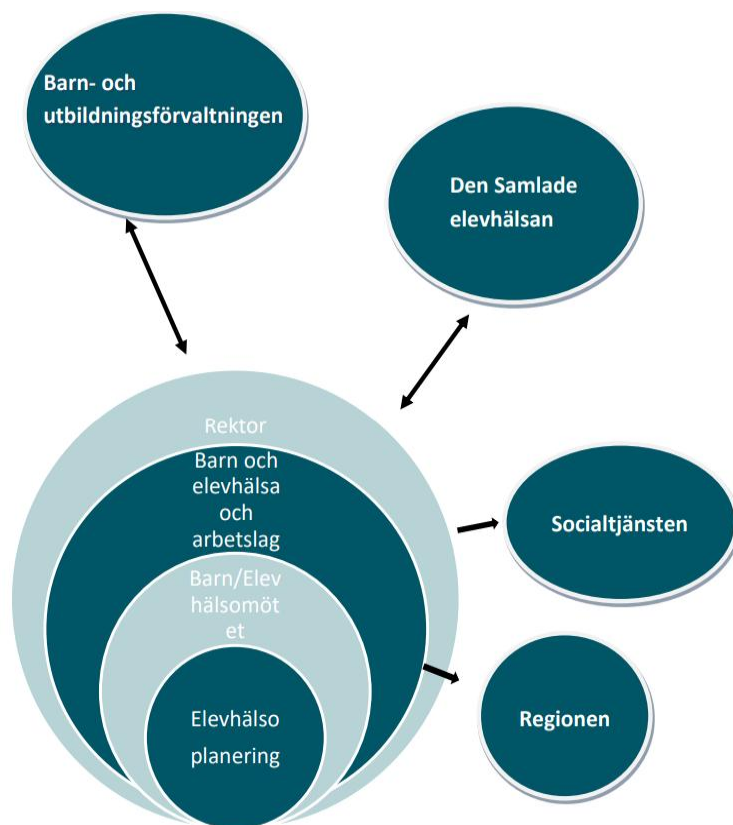 Barn- och
utbildningsförvaltningen
Den Samlade
elevhälsan
Rektor
Barn och
elevhälsa
och
arbetslag
Barn/Elev
hälsomöt
et
Elevhälso
planering
Socialtjänsten
Regionen